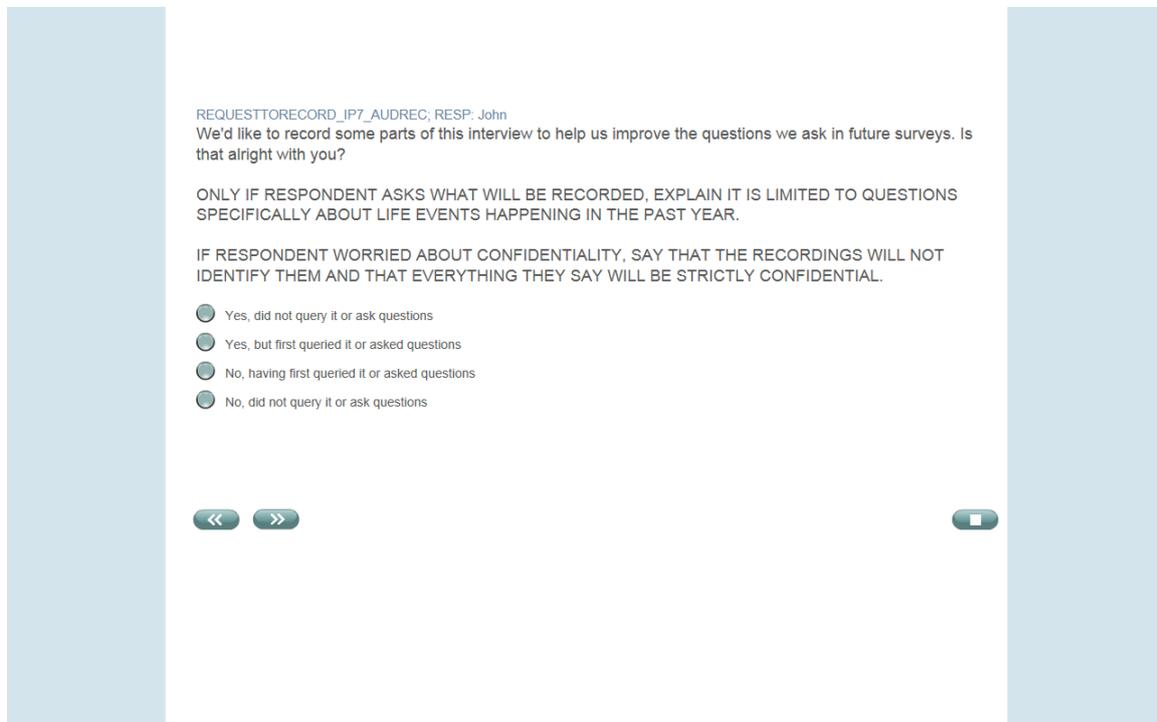 REQUESTTORECORD_IP7_AUDREC; RESP: John
We'd like to record some parts of this interview to help us improve the questions we ask in future surveys. Is
that alright with you?
ONLY IF RESPONDENT ASKS WHAT WILL BE RECORDED, EXPLAIN IT IS LIMITED TO QUESTIONS
SPECIFICALLY ABOUT LIFE EVENTS HAPPENING IN THE PAST YEAR.
IF RESPONDENT WORRIED ABOUT CONFIDENTIALITY, SAY THAT THE RECORDINGS WILL NOT
IDENTIFY THEM AND THAT EVERYTHING THEY SAY WILL BE STRICTLY CONFIDENTIAL.
Yes, did not query it or ask questions
Yes, but first queried it or asked questions
No, having first queried it or asked questions
No, did not query it or ask questions